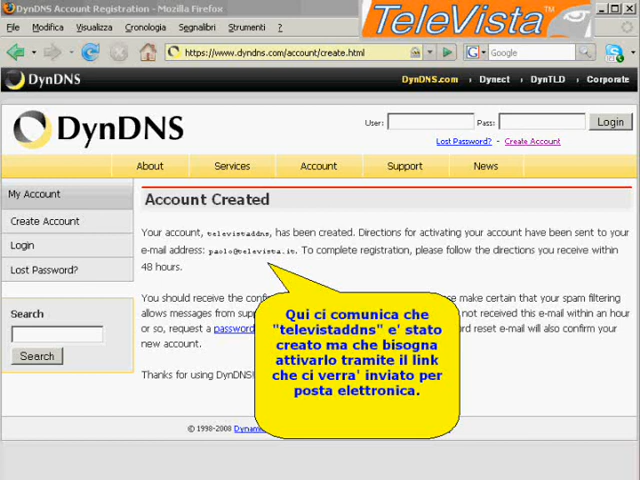 DynDNS Account Registration - Mozilla Firefox
TeleVista TM
File Modifica Visualizza Cronologia Segnalibri Strumenti ?
https://www.dyndns.com/account/create.html
G Google
DynDNS
DynDNS.com Dynect DynTLD Corporate
DynDNS
User: Pass: Login
Lost Password? - Create Account
About Services Account Support News
My Account
Create Account
Login
Lost Password?
Search
Search
Account Created
Your account, televistaddns, has been created. Directions for activating your account have been sent to your
e-mail address: paolo@televista.it. To complete registration, please follow the directions you receive within
48 hours.
You should receive the conf
e make certain that your spam filtering
allows messages from supp
not received this e-mail within an hour
or so, request a password
rd reset e-mail will also confirm your
new account.
Thanks for using DynDNS!
Qui ci comunica che
"televistaddns" e' stato
creato ma che bisogna
attivarlo tramite il link
che ci verra' inviato per
posta elettronica.
© 1998-2008 Dynam